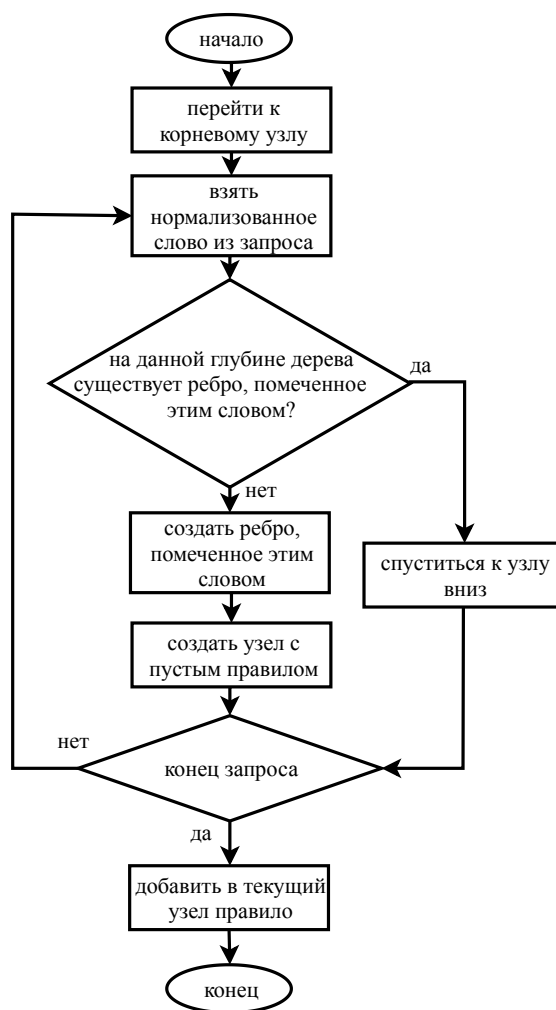 начало
перейти к
корневому узлу
взять
нормализованное
слово из запроса
на данной глубине дерева
существует ребро, помеченное
этим словом?
да
нет
создать ребро,
помеченное этим
словом
спуститься к узлу
вниз
создать узел с
пустым правилом
нет
конец запроса
да
добавить в текущий
узел правило
конец